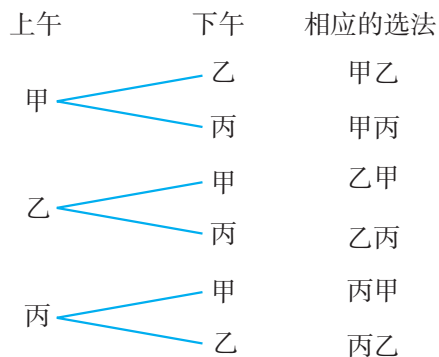 上午 下午 相应的选法
甲 乙 甲乙
丙 甲丙
乙 甲 乙甲
丙 乙丙
丙 甲 丙甲
乙 丙乙